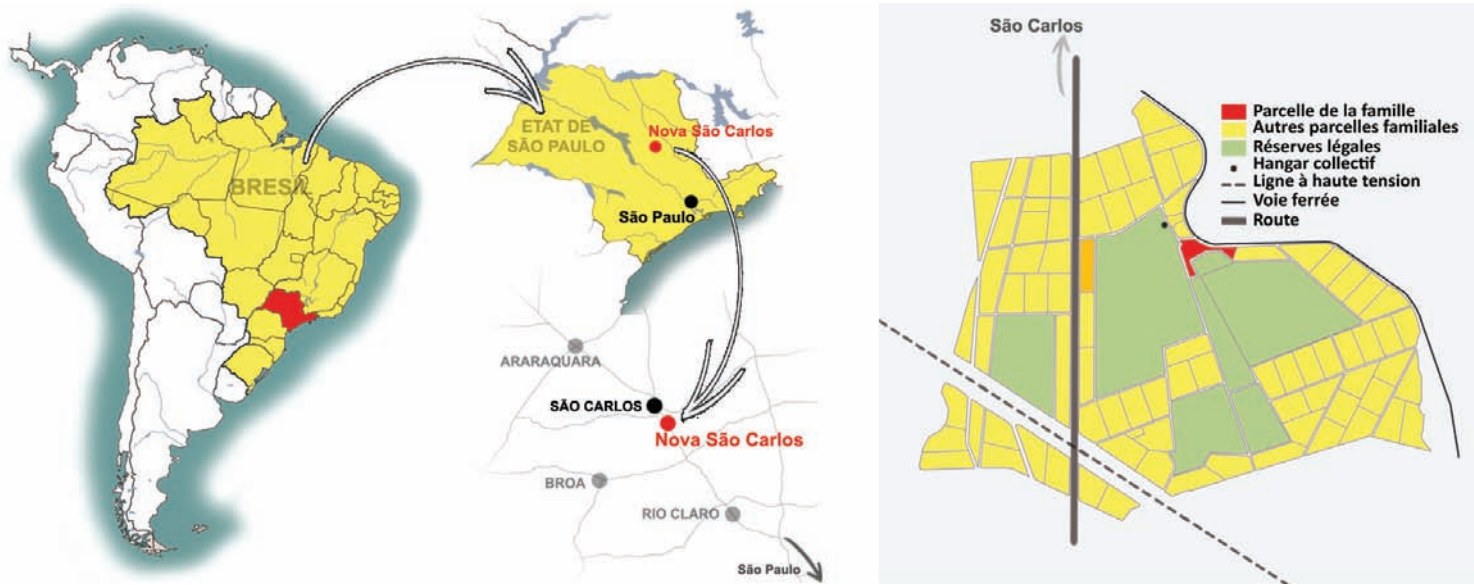 BRESIL
ETAT DE
SÃO PAULO
Nova São Carlos
São Paulo
ARARAQUARA
SÃO CARLOS
Nova São Carlos
BROA
RIO CLARO
São Paulo
São Carlos
Parcelle de la famille
Autres parcelles familiales
Réserves légales
Hangar collectif
Ligne à haute tension
Voie ferrée
Route